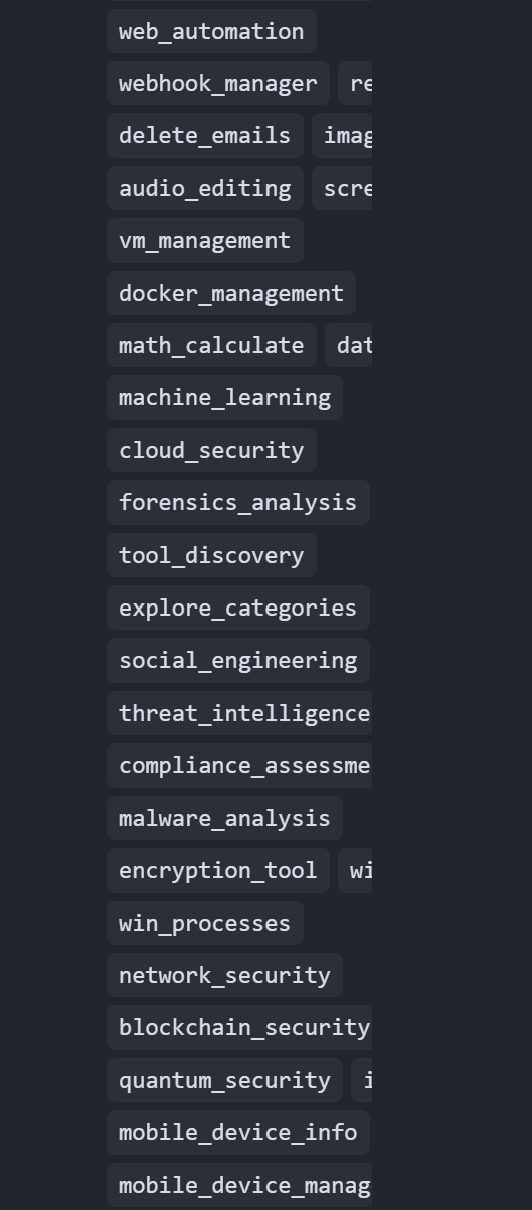 web_automation
webhook_manager re
delete_emails imag
audio_editing scre
vm_management
docker_management
math_calculate dat
machine_learning
cloud_security
forensics_analysis
tool_discovery
explore_categories
social_engineering
threat_intelligence
compliance_assessme
malware_analysis
encryption_tool wi
win_processes
network_security
blockchain_security
quantum_security i
mobile_device_info
mobile_device_manag